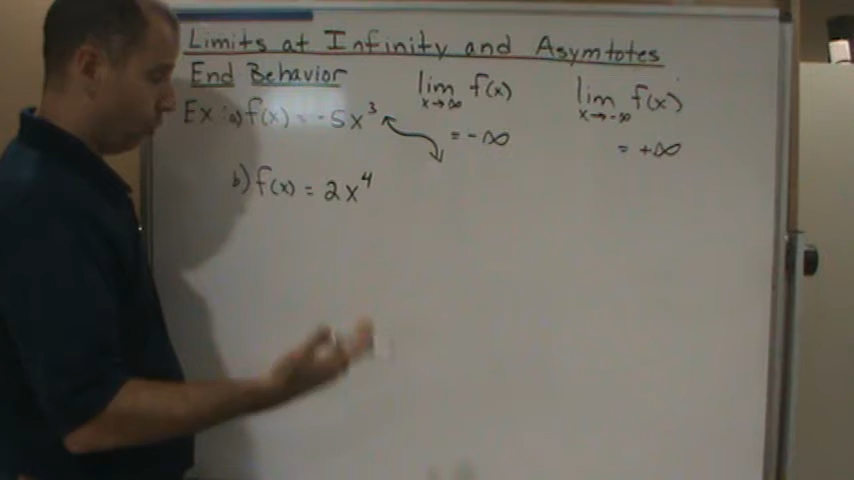 Limits at Infinity and Asymtotes
End Behavior lim x→∞ f(x) lim x→-∞ f(x)
Ex: a) f(x) = -5x³ = -∞ = +∞
b) f(x) = 2x⁴